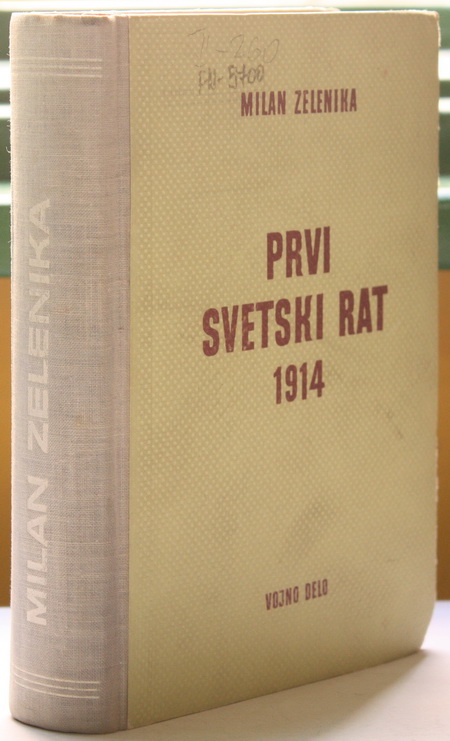 MILAN ZELENIKA
PRVI
SVETSKI RAT
1914
VOJNO DELO
MILAN ZELENIKA